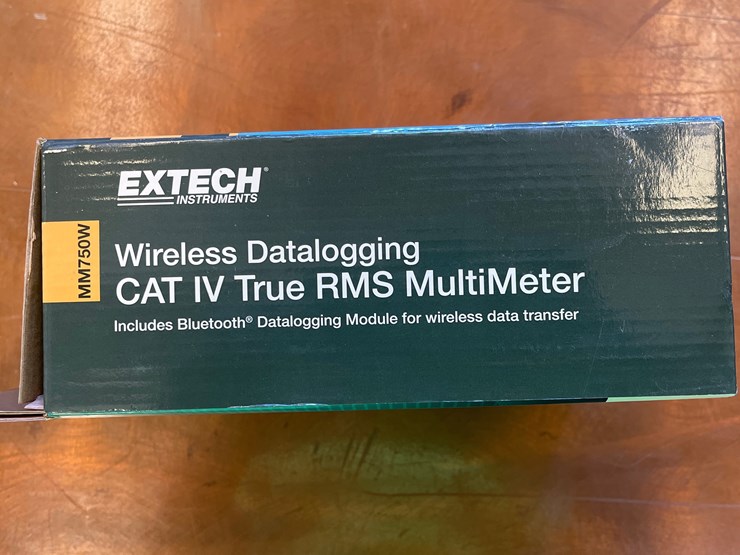 EXTECH®
INSTRUMENTS
MM750W
Wireless Datalogging
CAT IV True RMS MultiMeter
Includes Bluetooth® Datalogging Module for wireless data transfer